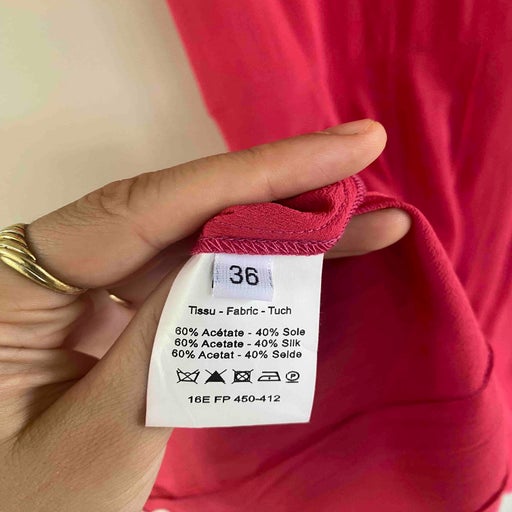 36
Tissu - Fabric - Tuch
60% Acétate - 40% Soie
60% Acetate - 40% Silk
60% Acetat - 40% Seide
16E FP 450-412